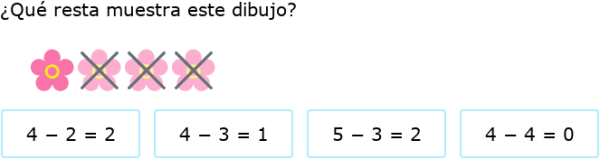 ¿Qué resta muestra este dibujo?
4 − 2 = 2
4 − 3 = 1
5 − 3 = 2
4 − 4 = 0